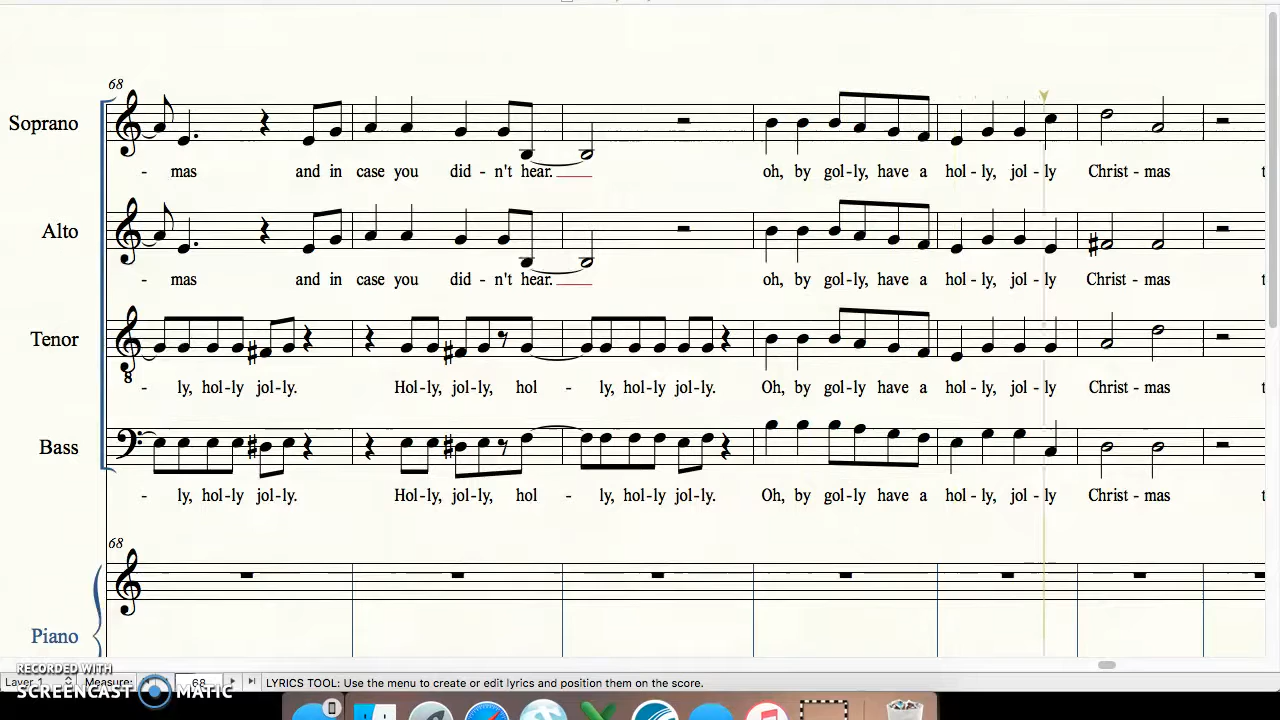 68
Soprano
- mas and in case you did - n't hear. oh, by gol-ly, have a hol - ly, jol - ly Christ - mas t
Alto
- mas and in case you did - n't hear. oh, by gol-ly, have a hol - ly, jol - ly Christ - mas
Tenor
8
- ly, hol-ly jol-ly. Hol-ly, jol-ly, hol - ly, hol-ly jol-ly. Oh, by gol-ly have a hol - ly, jol - ly Christ - mas t
Bass
- ly, hol-ly jol-ly. Hol-ly, jol-ly, hol - ly, hol-ly jol-ly. Oh, by gol-ly have a hol - ly, jol - ly Christ - mas t
68
Piano
RECORDED WITH
SCREENCAST MATIC
Layer 1 Measure: 68 LYRICS TOOL: Use the menu to create or edit lyrics and position them on the score.